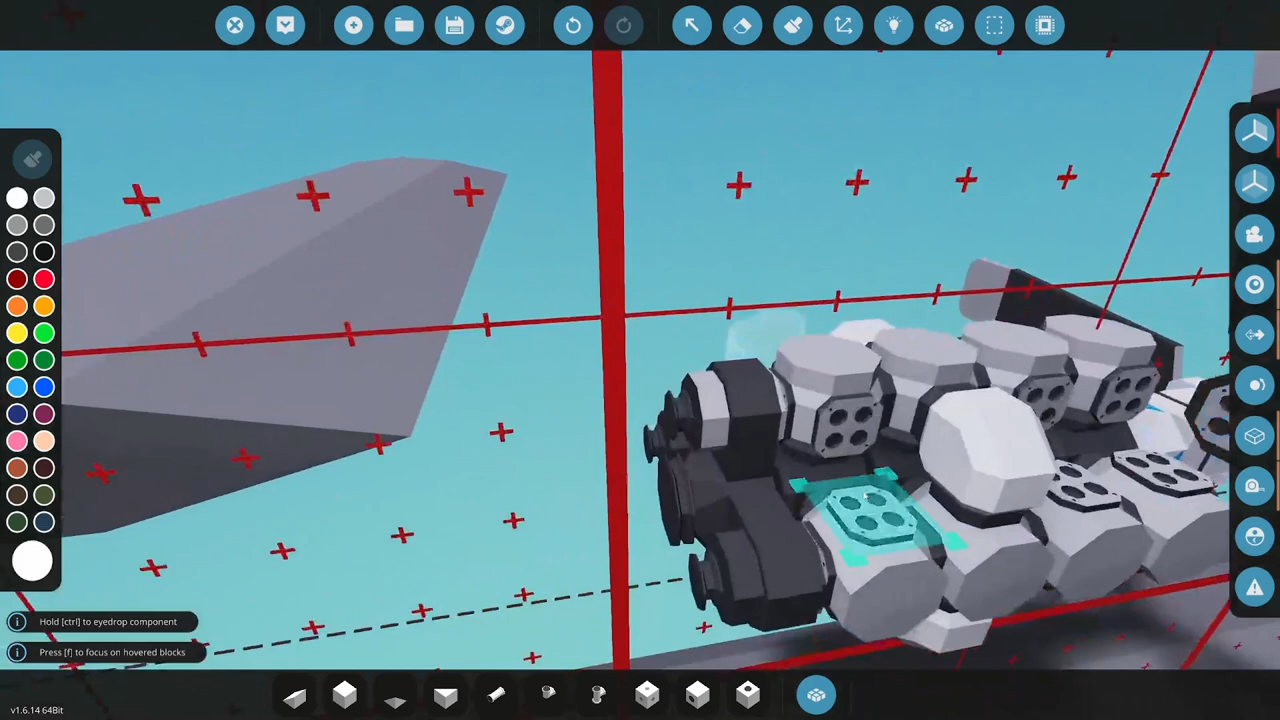 Hold [ctrl] to eyedrop component
Press [f] to focus on hovered blocks
v1.6.14 64Bit